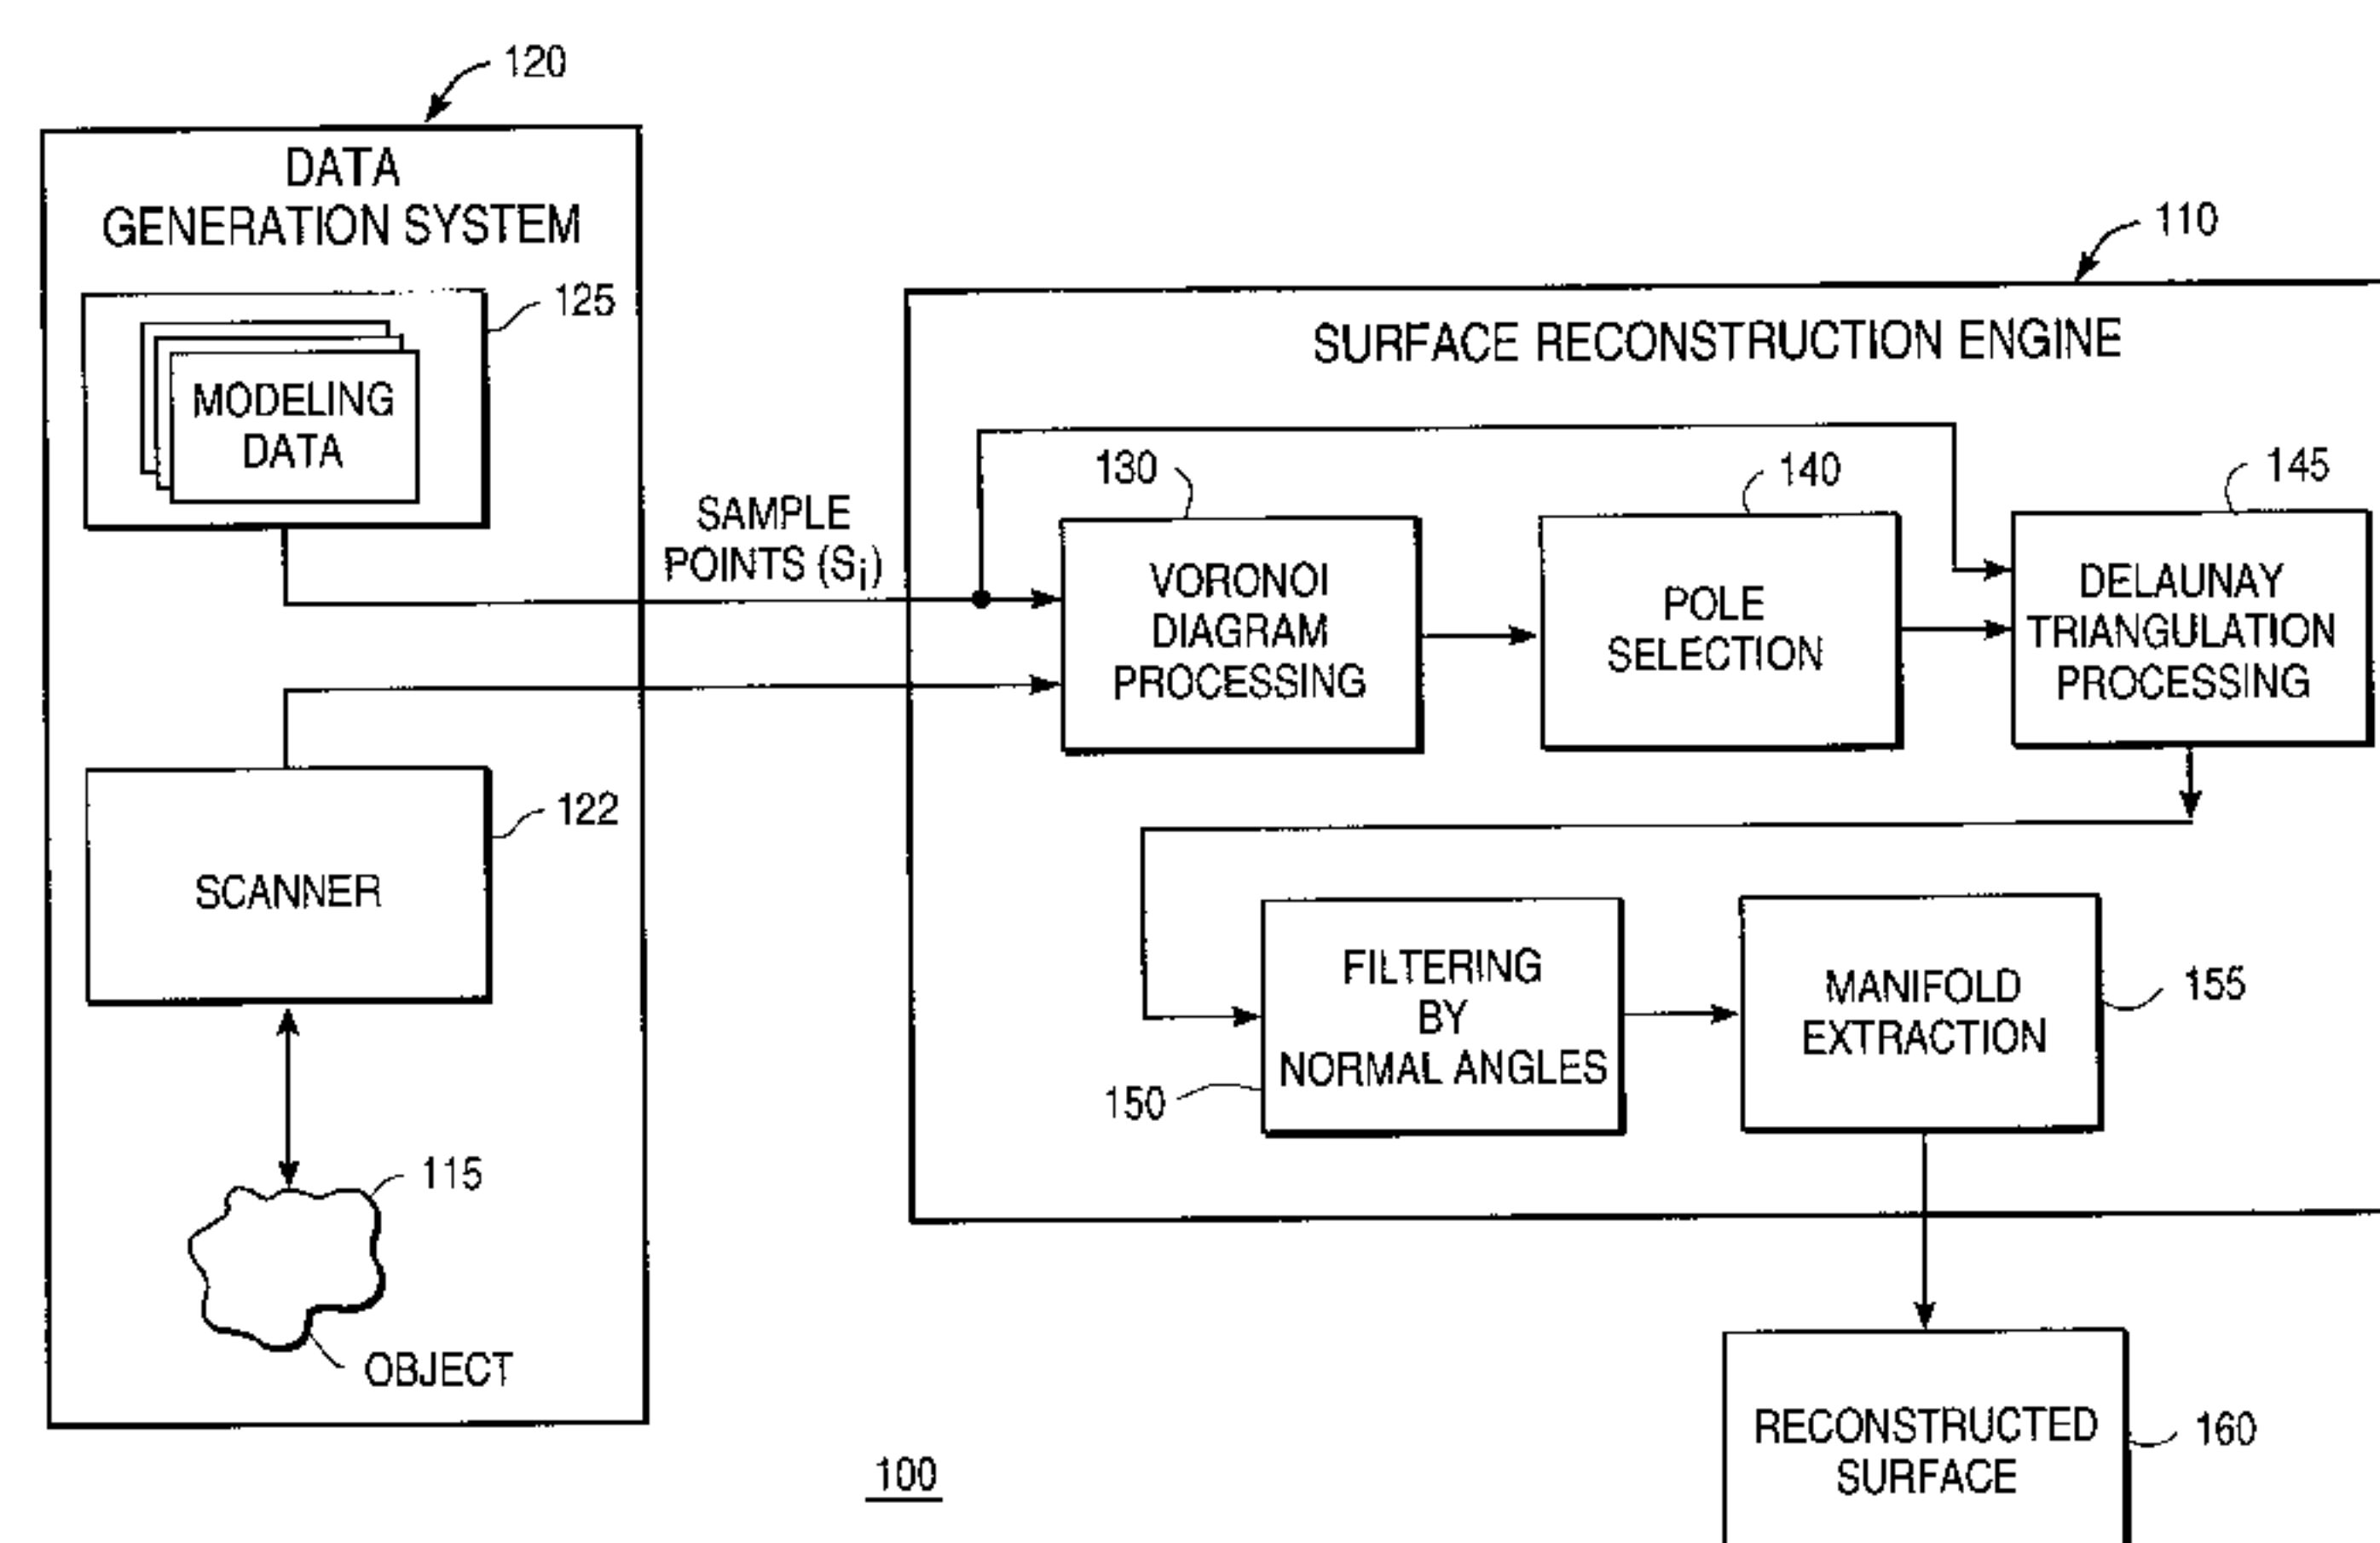 120
DATA
GENERATION SYSTEM
125
MODELING
DATA
SAMPLE
POINTS (Si)
SCANNER
122
115
OBJECT
110
SURFACE RECONSTRUCTION ENGINE
130
VORONOI
DIAGRAM
PROCESSING
140
POLE
SELECTION
145
DELAUNAY
TRIANGULATION
PROCESSING
FILTERING
BY
NORMAL ANGLES
150
MANIFOLD
EXTRACTION
155
RECONSTRUCTED
SURFACE
160
100